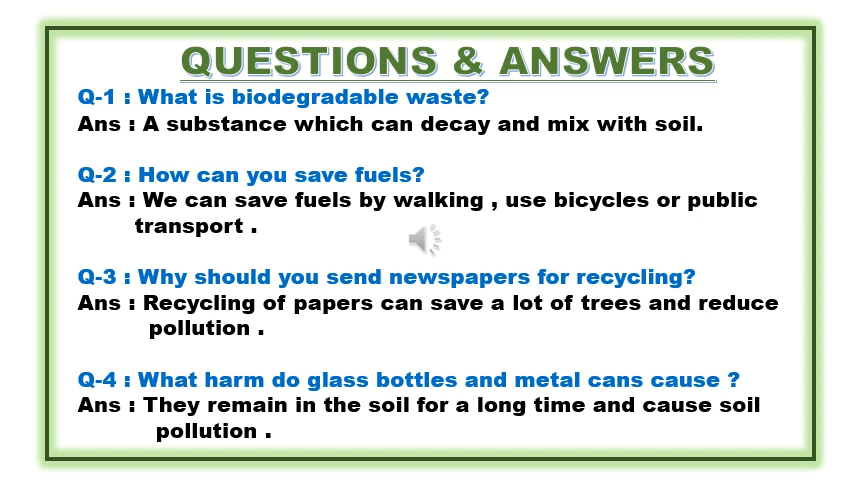 QUESTIONS & ANSWERS
Q-1 : What is biodegradable waste?
Ans : A substance which can decay and mix with soil.
Q-2 : How can you save fuels?
Ans : We can save fuels by walking , use bicycles or public
transport .
Q-3 : Why should you send newspapers for recycling?
Ans : Recycling of papers can save a lot of trees and reduce
pollution .
Q-4 : What harm do glass bottles and metal cans cause ?
Ans : They remain in the soil for a long time and cause soil
pollution .